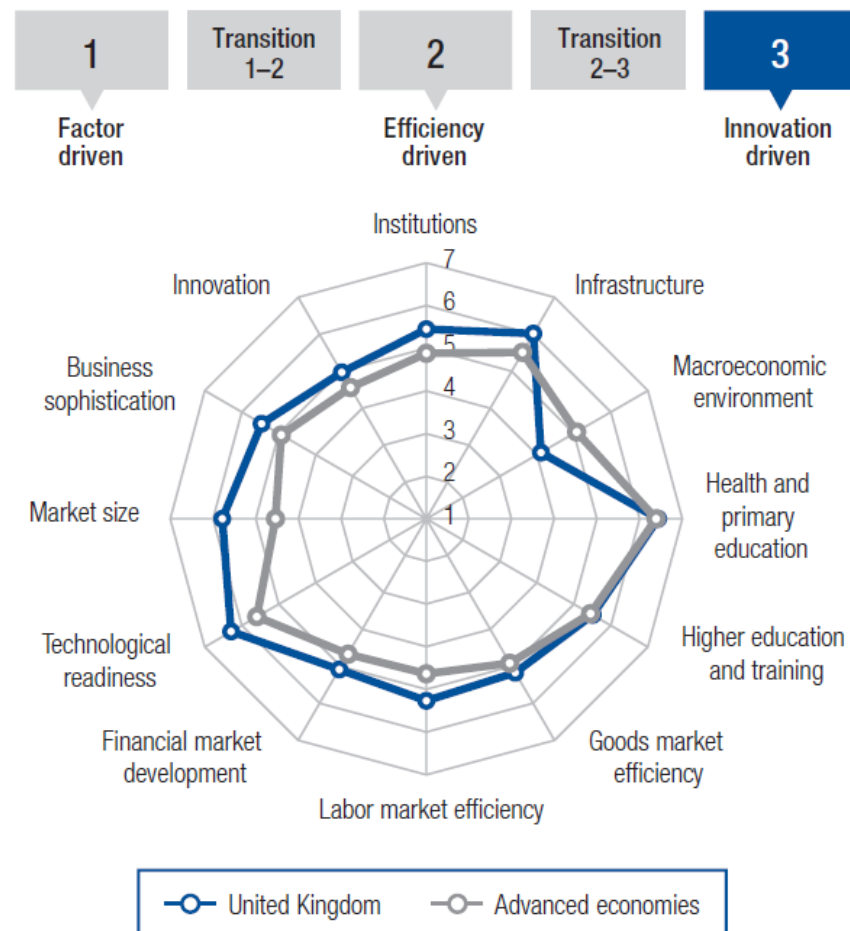 1
Transition
1–2
2
Transition
2–3
3
Factor
driven
Efficiency
driven
Innovation
driven
Institutions
7
6
5
4
3
2
1
Innovation
Infrastructure
Business
sophistication
Macroeconomic
environment
Market size
Health and
primary
education
Technological
readiness
Higher education
and training
Financial market
development
Goods market
efficiency
Labor market efficiency
United Kingdom
Advanced economies